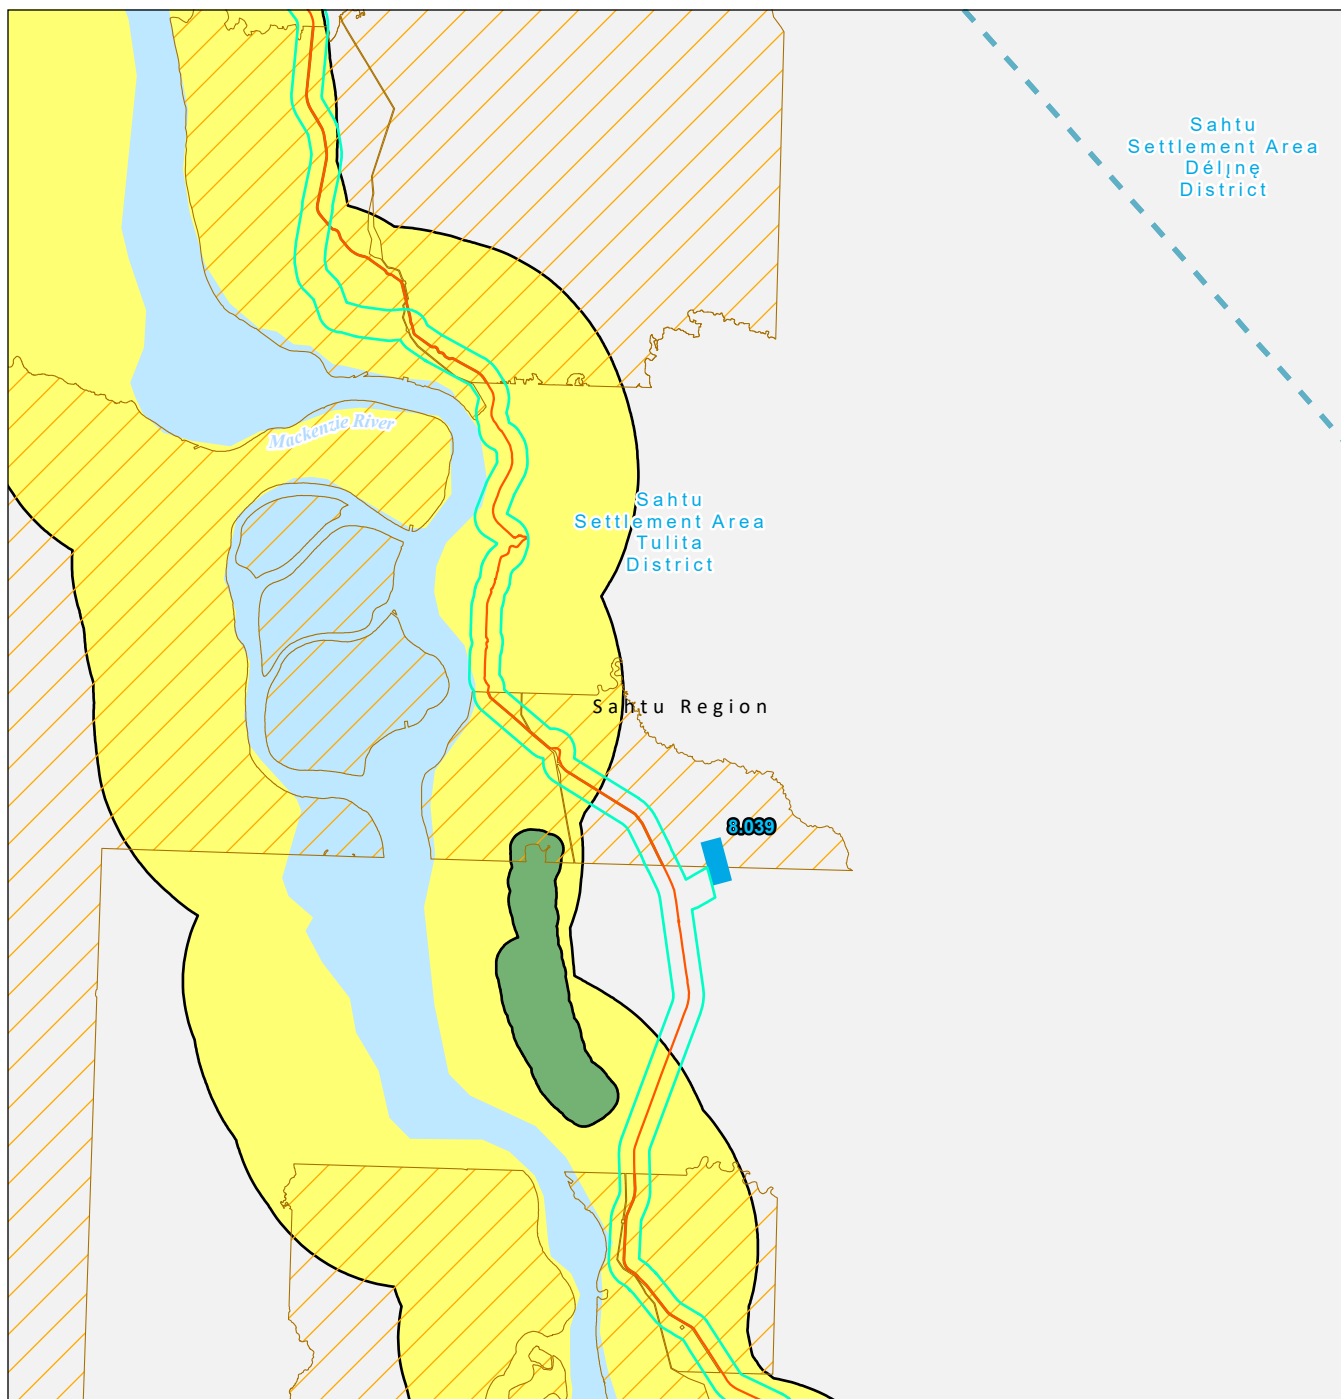 Sahtu
Settlement Area
Délı̨nę
District
Mackenzie River
Sahtu
Settlement Area
Tulita
District
Sahtu Region
8.039